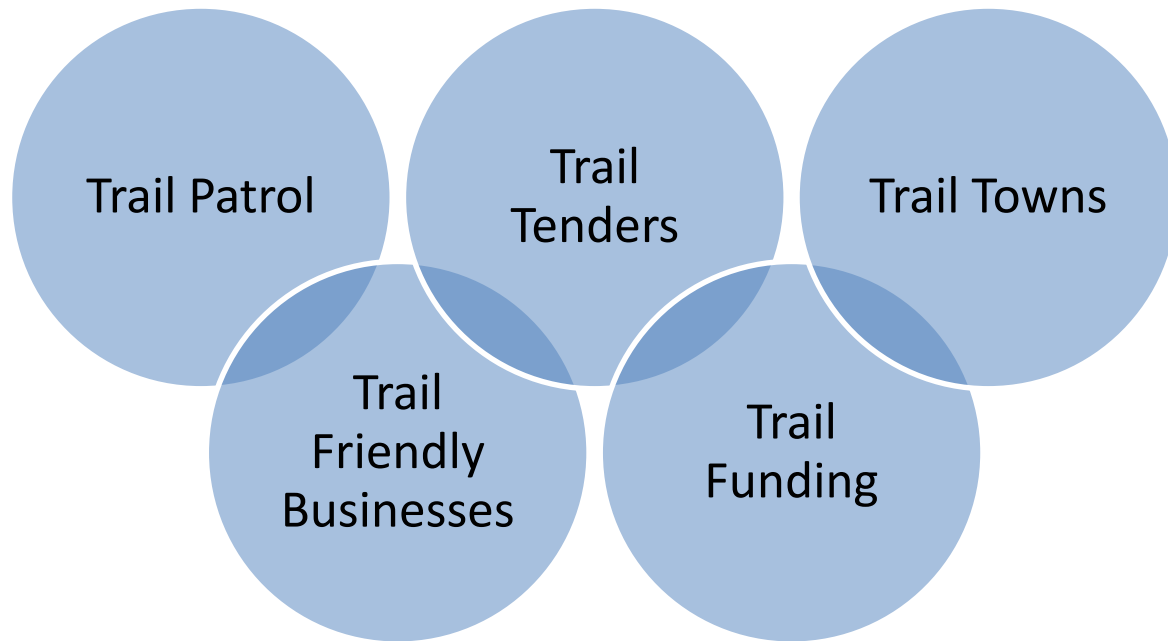 Trail Patrol
Trail
Tenders
Trail Towns
Trail
Friendly
Businesses
Trail
Funding